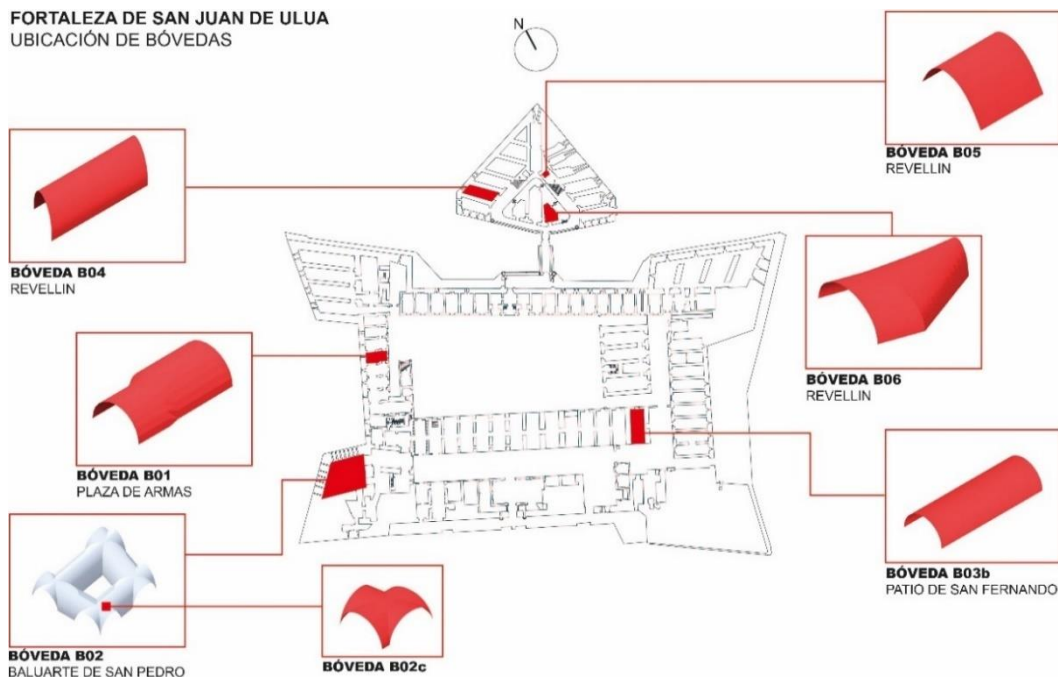 FORTALEZA DE SAN JUAN DE ULUA
UBICACIÓN DE BÓVEDAS
N
BÓVEDA B05
REVELLIN
BÓVEDA B04
REVELLIN
BÓVEDA B06
REVELLIN
BÓVEDA B01
PLAZA DE ARMAS
BÓVEDA B03b
PATIO DE SAN FERNANDO
BÓVEDA B02
BALUARTE DE SAN PEDRO
BÓVEDA B02c